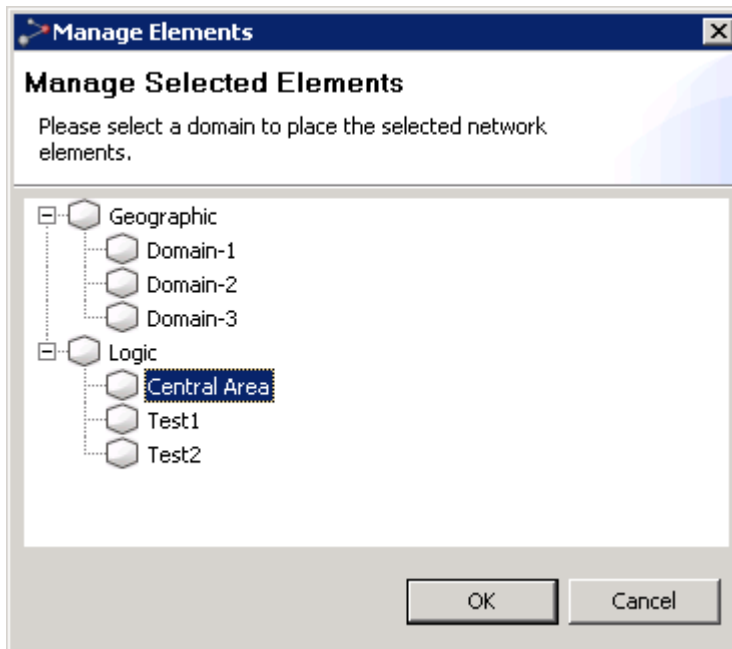 Manage Elements
Manage Selected Elements
Please select a domain to place the selected network
elements.
Geographic
Domain-1
Domain-2
Domain-3
Logic
Central Area
Test1
Test2
OK Cancel